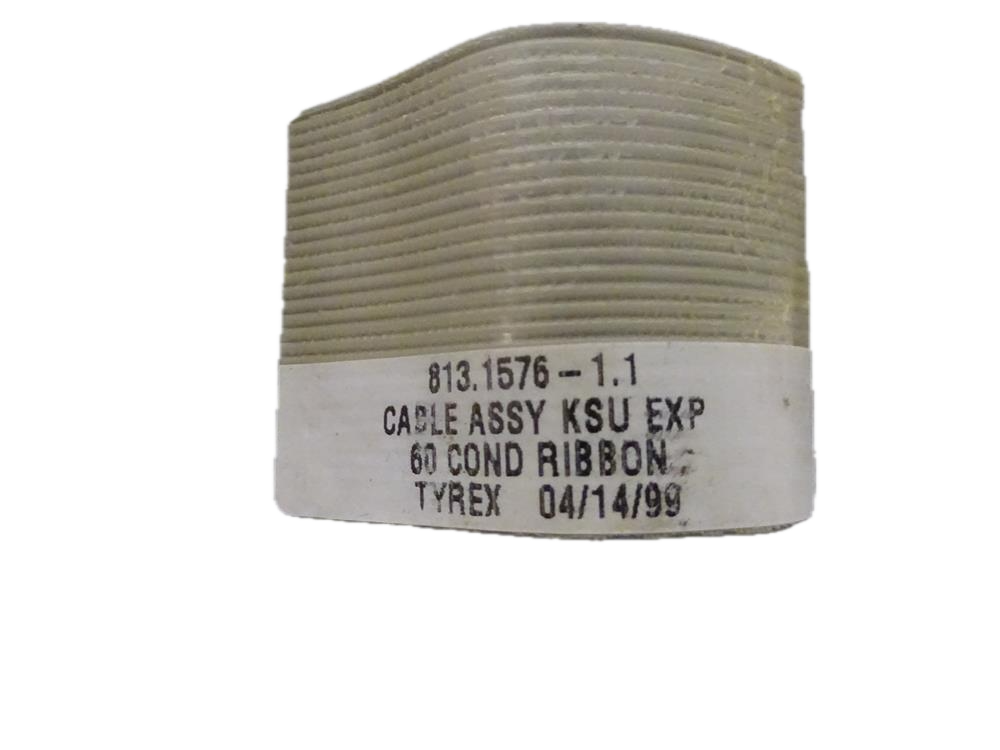 813.1576-1.1
CABLE ASSY KSU EXP
60 COND RIBBON
TYREX 04/14/99